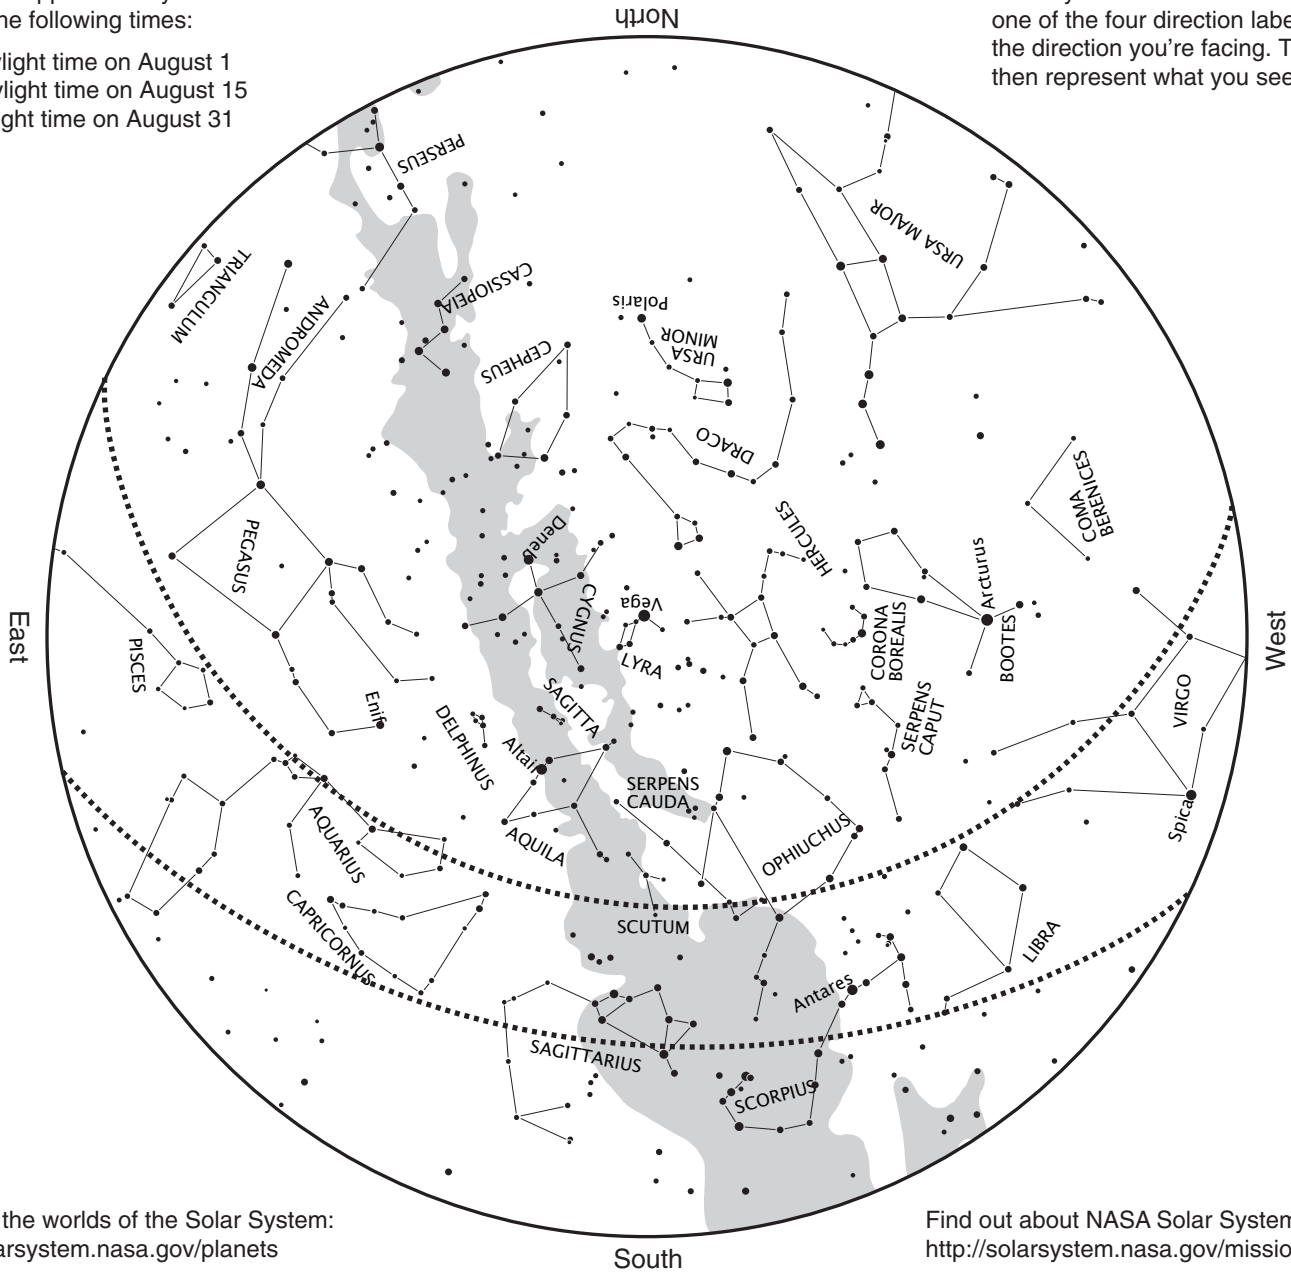 he following times:
light time on August 1
light time on August 15
ght time on August 31
one of the four direction labe
the direction you're facing. T
then represent what you see
North
PERSEUS
URSA MAJOR
TRIANGULUM
ANDROMEDA
CASSIOPEIA
Polaris
URSA
MINOR
CEPHEUS
DRACO
COMA
BERENICES
HERCULES
PEGASUS
Deneb
CYGNUS
Vega
LYRA
Arcturus
BOOTES
CORONA
BOREALIS
East
West
PISCES
Enif
SAGITTA
DELPHINUS
Altair
SERPENS
CAPUT
VIRGO
Spica
SERPENS
CAUDA
AQUARIUS
AQUILA
OPHIUCHUS
CAPRICORNUS
SCUTUM
LIBRA
Antares
SAGITTARIUS
SCORPIUS
the worlds of the Solar System:
arsystem.nasa.gov/planets
South
Find out about NASA Solar System
http://solarsystem.nasa.gov/missio